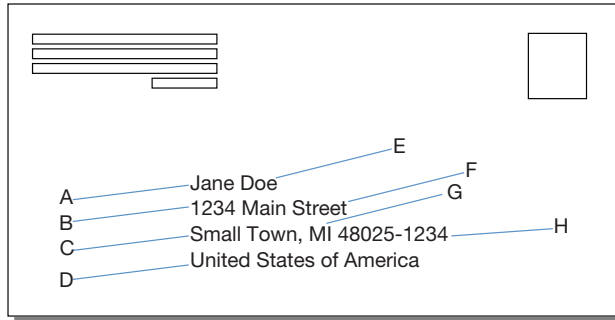 E
Jane Doe
F
A
1234 Main Street
G
B
Small Town, MI 48025-1234
H
C
United States of America
D